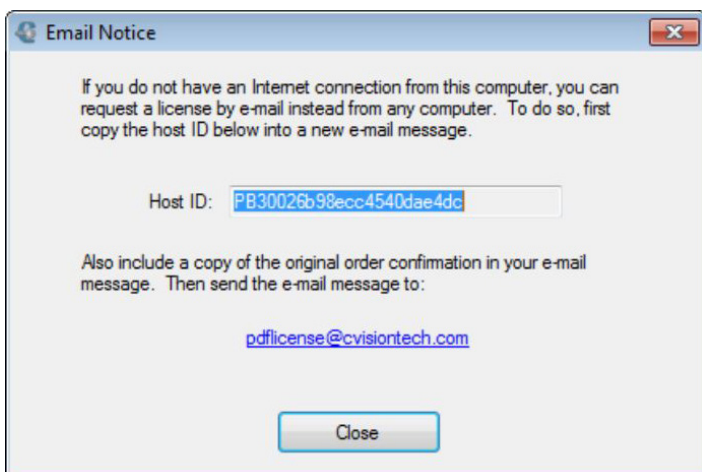 Email Notice
If you do not have an Internet connection from this computer, you can
request a license by e-mail instead from any computer. To do so, first
copy the host ID below into a new e-mail message.
Host ID: PB30026b98ecc4540dae4dc
Also include a copy of the original order confirmation in your e-mail
message. Then send the e-mail message to:
pdflicense@cvisiontech.com
Close